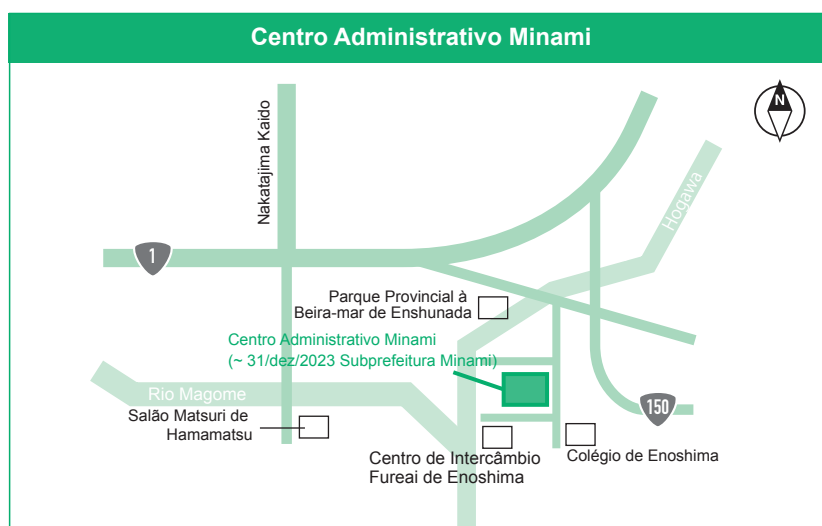 Centro Administrativo Minami
N
Nakatajima Kaido
Hogawa
1
Parque Provincial à
Beira-mar de Enshunada
Centro Administrativo Minami
(~ 31/dez/2023 Subprefeitura Minami)
Rio Magome
150
Salão Matsuri de
Hamamatsu
Centro de Intercâmbio
Fureai de Enoshima
Colégio de Enoshima